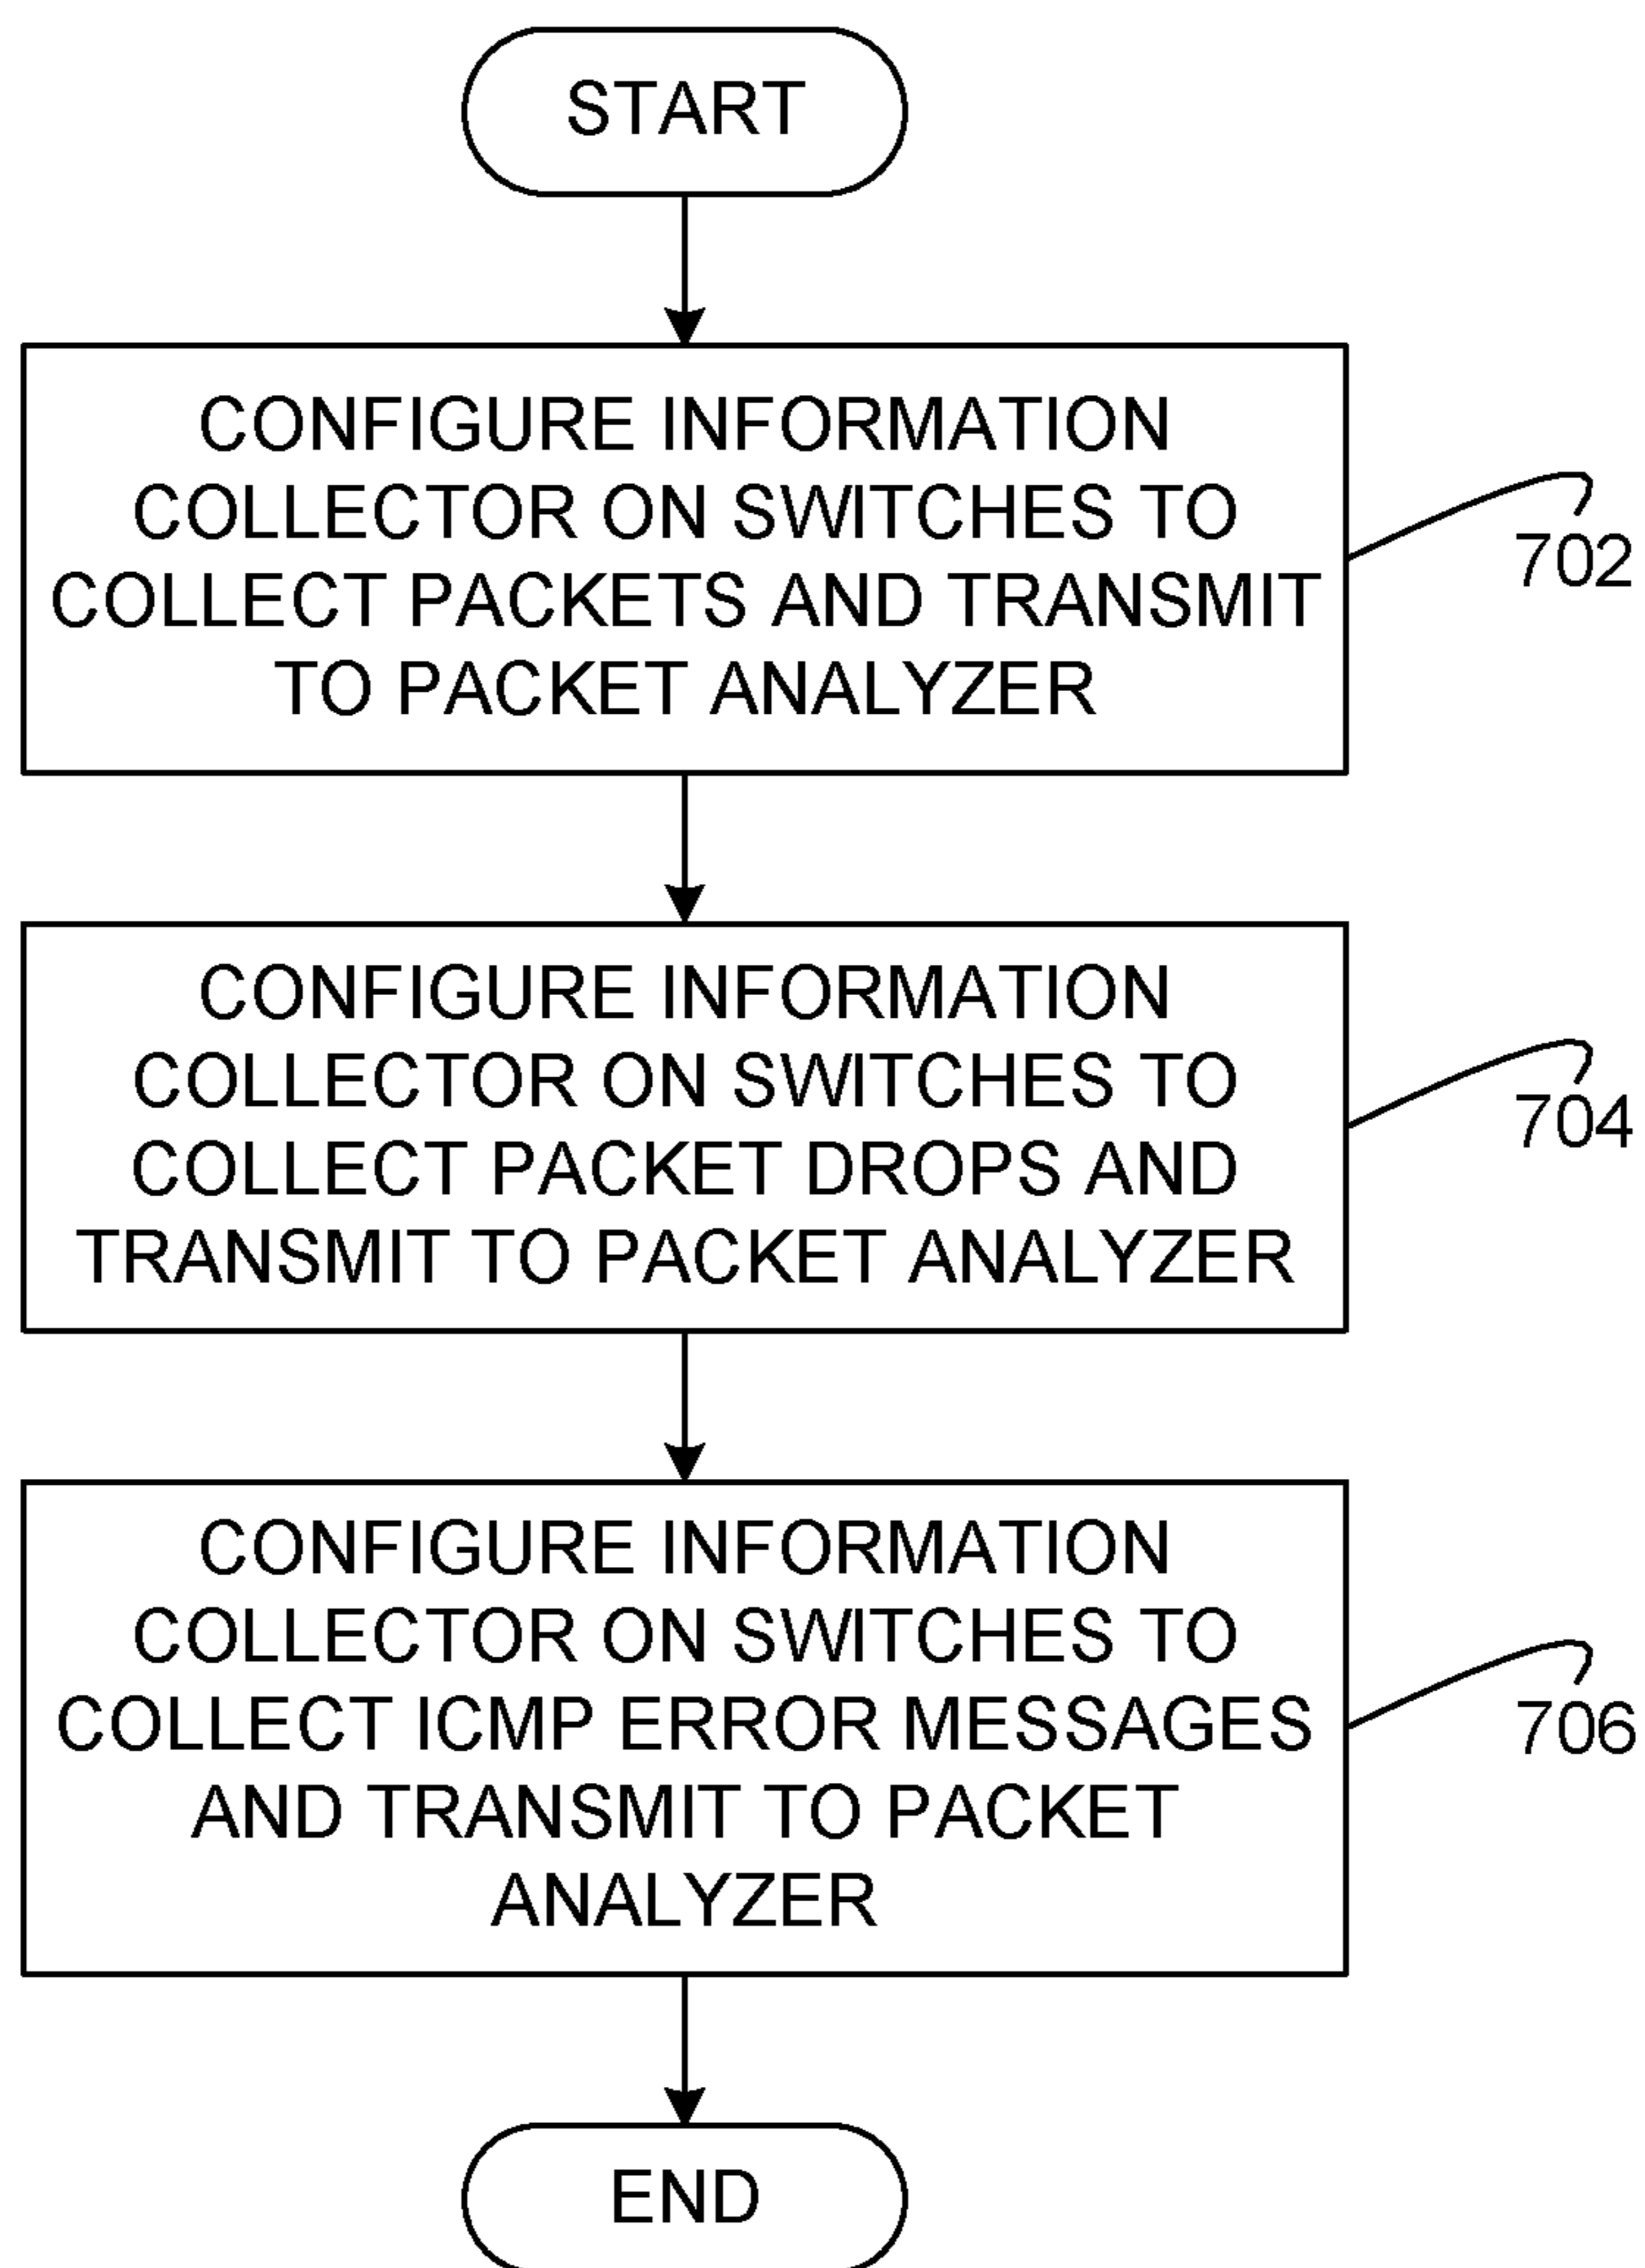 START
CONFIGURE INFORMATION
COLLECTOR ON SWITCHES TO
COLLECT PACKETS AND TRANSMIT
TO PACKET ANALYZER
702
CONFIGURE INFORMATION
COLLECTOR ON SWITCHES TO
COLLECT PACKET DROPS AND
TRANSMIT TO PACKET ANALYZER
704
CONFIGURE INFORMATION
COLLECTOR ON SWITCHES TO
COLLECT ICMP ERROR MESSAGES
AND TRANSMIT TO PACKET
ANALYZER
706
END